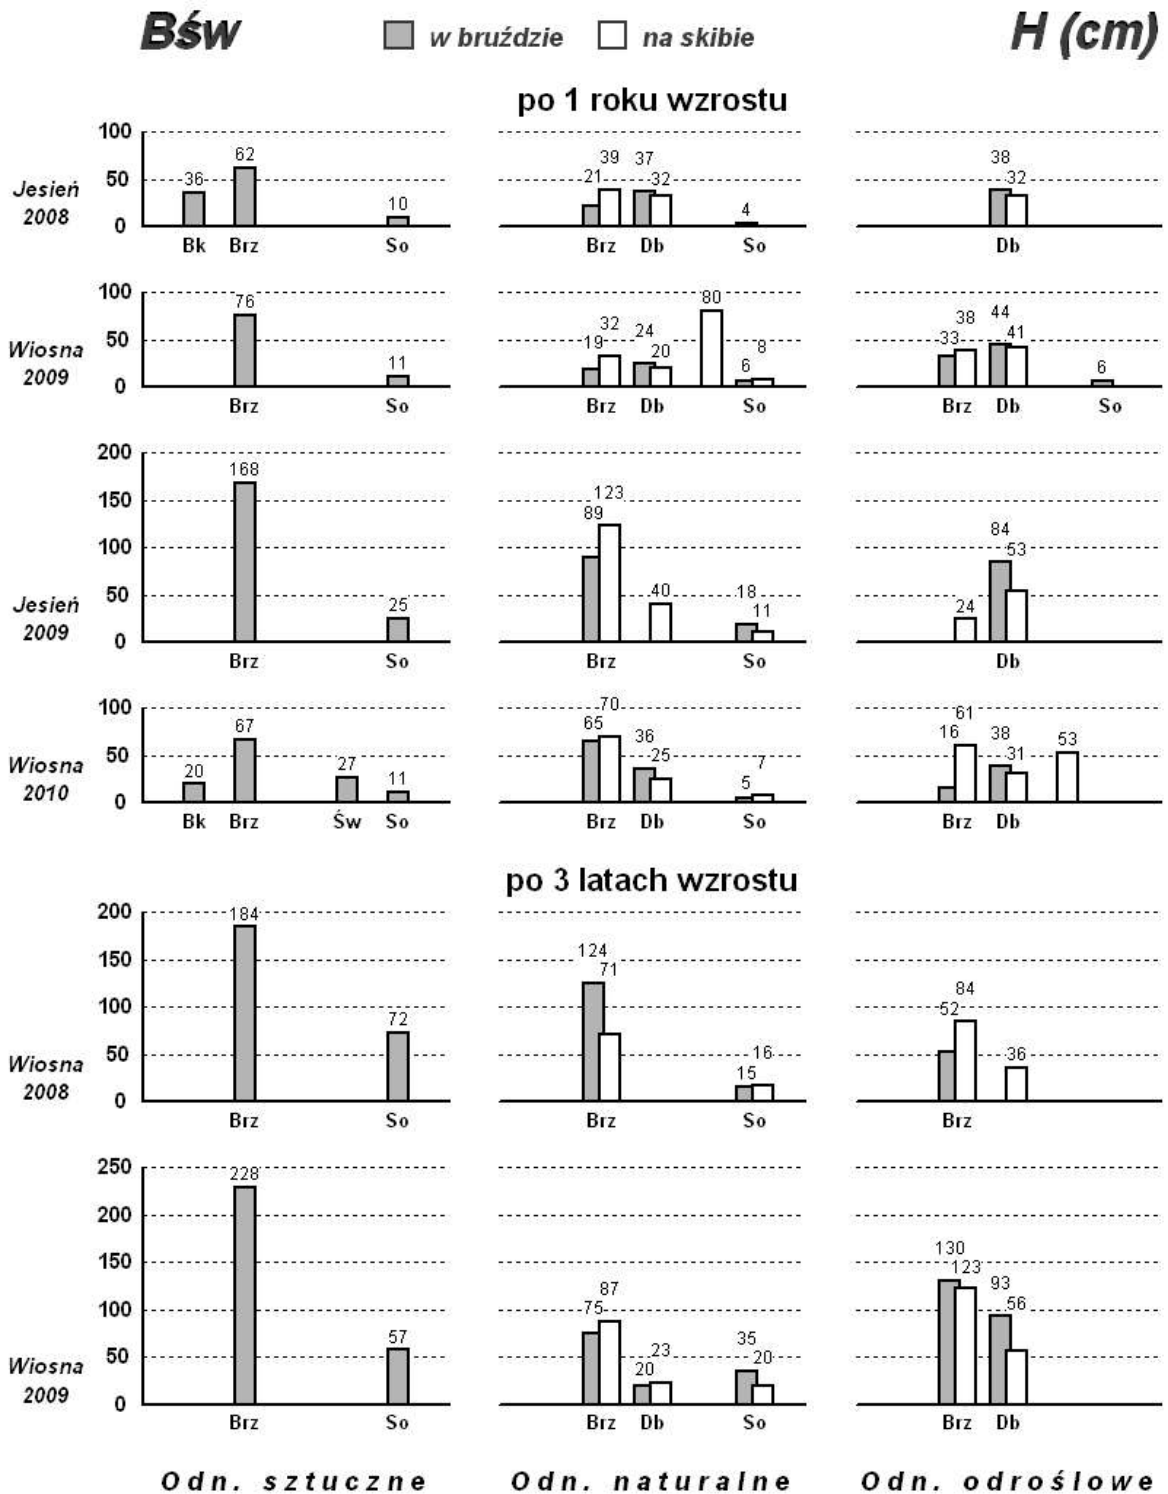 Bśw w bruździe na skibie H (cm)
po 1 roku wzrostu
Jesień 2008
100
50
0
36 62 10
Bk Brz So
21 39 37 32 4
Brz Db So
38 32
Db
Wiosna 2009
100
50
0
76 11
Brz So
19 32 24 20 80 6 8
Brz Db So
33 38 44 41 6
Brz Db So
Jesień 2009
200
150
100
50
0
168 25
Brz So
89 123 40 18 11
Brz So
24 84 53
Db
Wiosna 2010
100
50
0
20 67 27 11
Bk Brz Św So
65 70 36 25 5 7
Brz Db So
16 61 38 31 53
Brz Db
po 3 latach wzrostu
Wiosna 2008
200
150
100
50
0
184 72
Brz So
124 71 15 16
Brz So
52 84 36
Brz
Wiosna 2009
250
200
150
100
50
0
228 57
Brz So
75 87 20 23 35 20
Brz Db So
130 123 93 56
Brz Db
Odn. sztuczne Odn. naturalne Odn. odroślowe